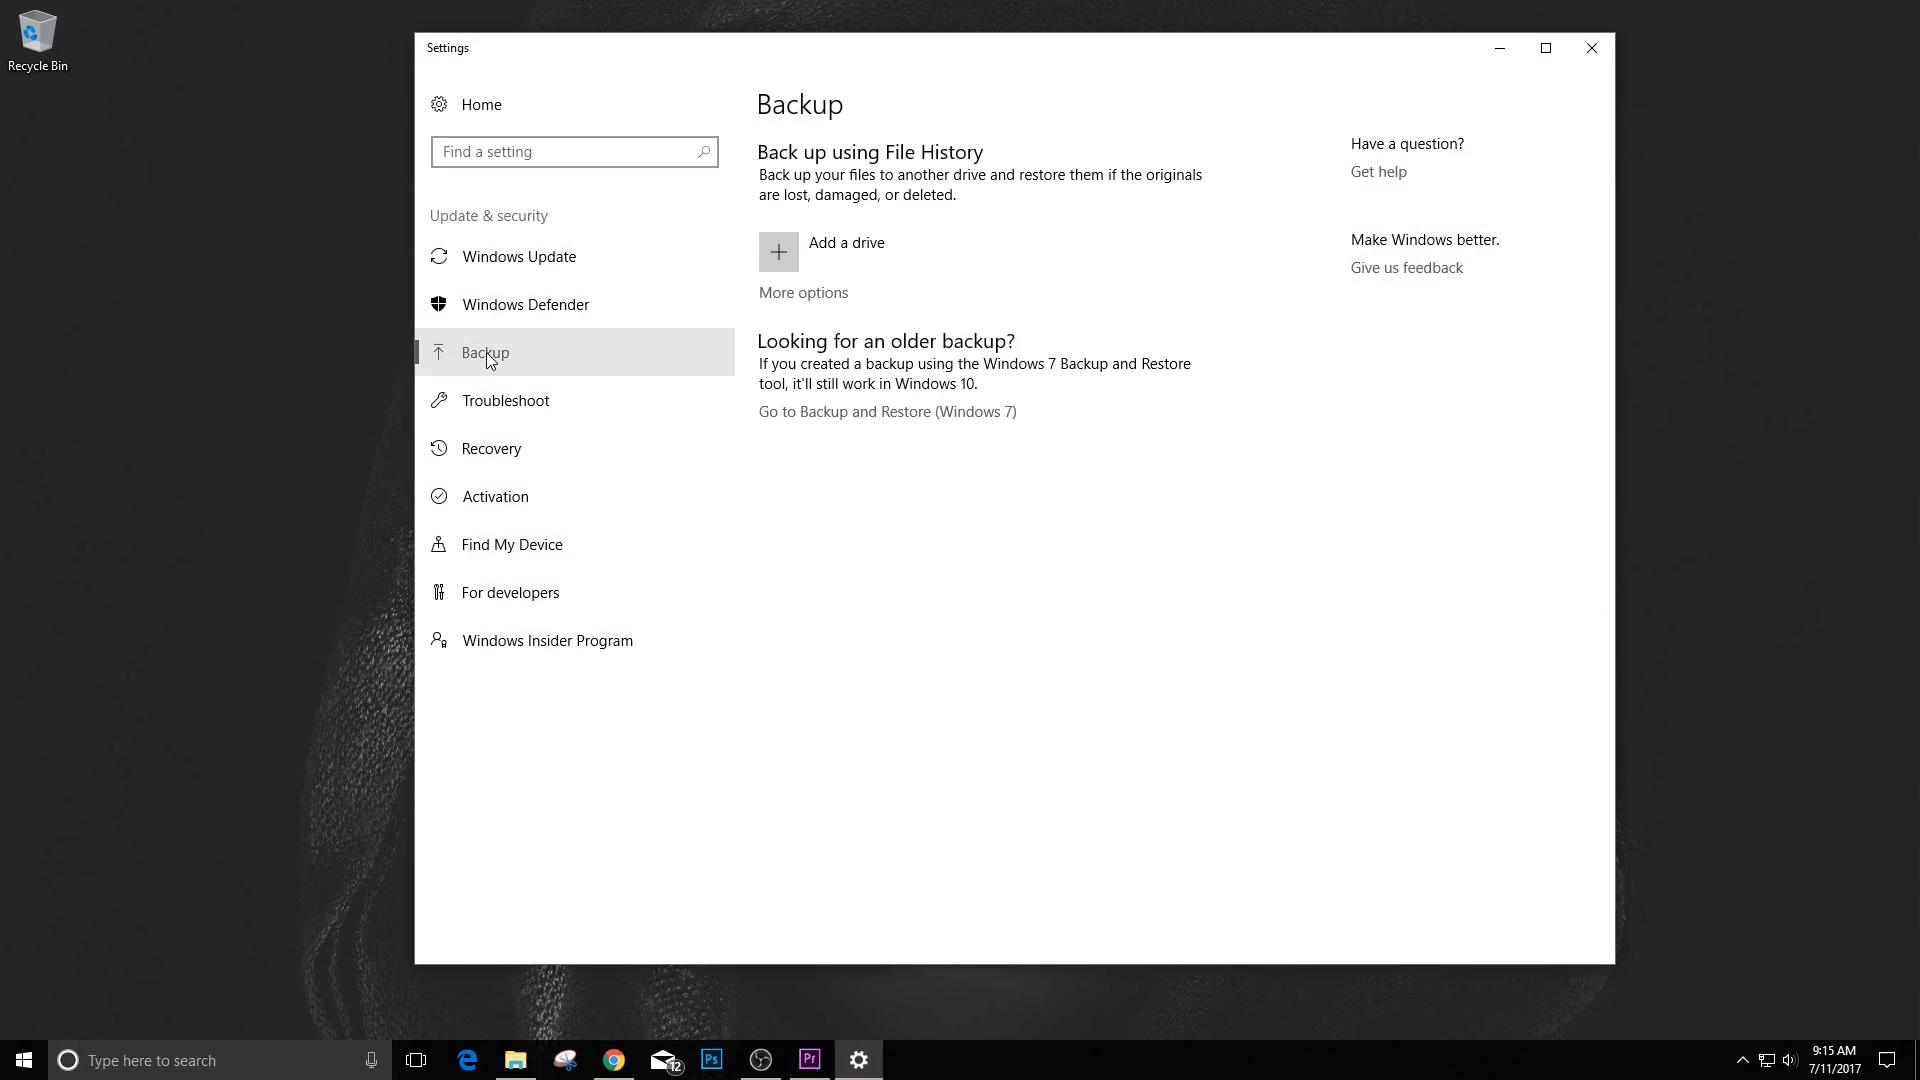 Recycle Bin
Settings
Home
Find a setting
Update & security
Windows Update
Windows Defender
Backup
Troubleshoot
Recovery
Activation
Find My Device
For developers
Windows Insider Program
Backup
Back up using File History
Back up your files to another drive and restore them if the originals
are lost, damaged, or deleted.
Add a drive
More options
Looking for an older backup?
If you created a backup using the Windows 7 Backup and Restore
tool, it'll still work in Windows 10.
Go to Backup and Restore (Windows 7)
Have a question?
Get help
Make Windows better.
Give us feedback
Type here to search
12
Ps
Pr
9:15 AM
7/11/2017